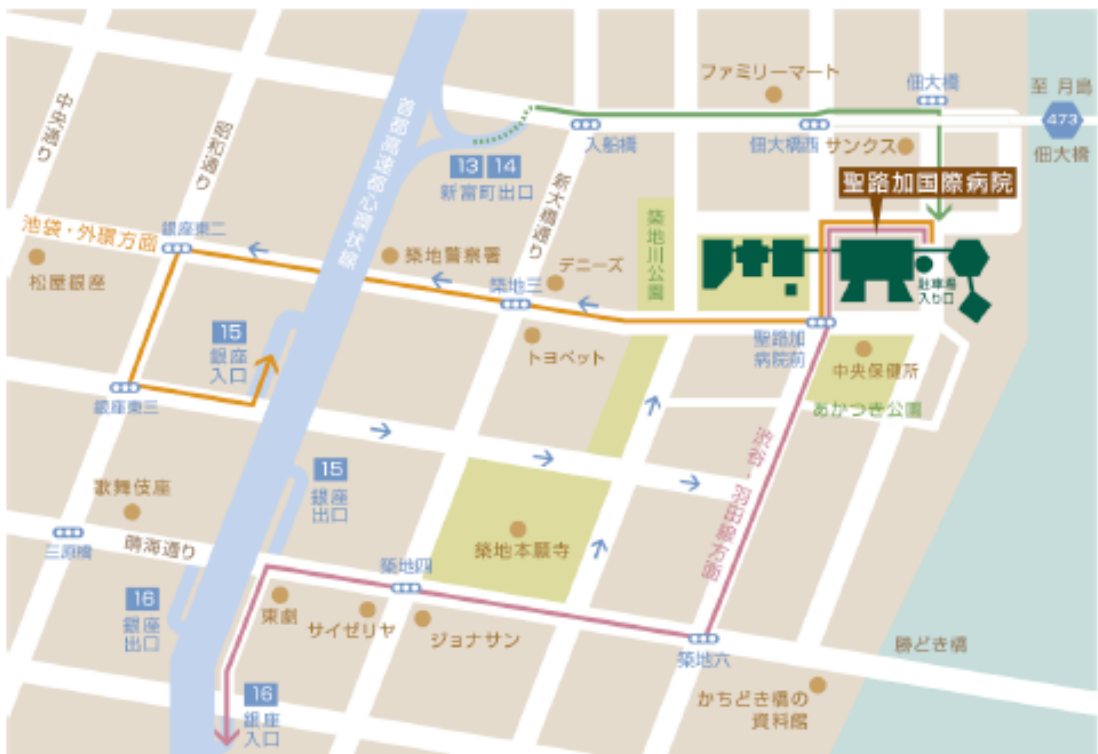 ファミリーマート
佃大橋
至 月島
473
佃大橋
中央通り
昭和通り
首都高速都心環状線
13 14
新富町出口
入船橋
佃大橋西
サンクス
聖路加国際病院
新大橋通り
築地川公園
池袋・外環方面
銀座東二
松屋銀座
築地警察署
築地三
デニーズ
駐車場
入り口
15
銀座
入口
トヨペット
聖路加
病院前
中央保健所
あかつき公園
銀座東三
渋谷・羽田線方面
15
銀座
出口
歌舞伎座
三原橋
晴海通り
築地本願寺
築地四
16
銀座
出口
東劇
サイゼリヤ
ジョナサン
築地六
勝どき橋
16
銀座
入口
かちどき橋の
資料館